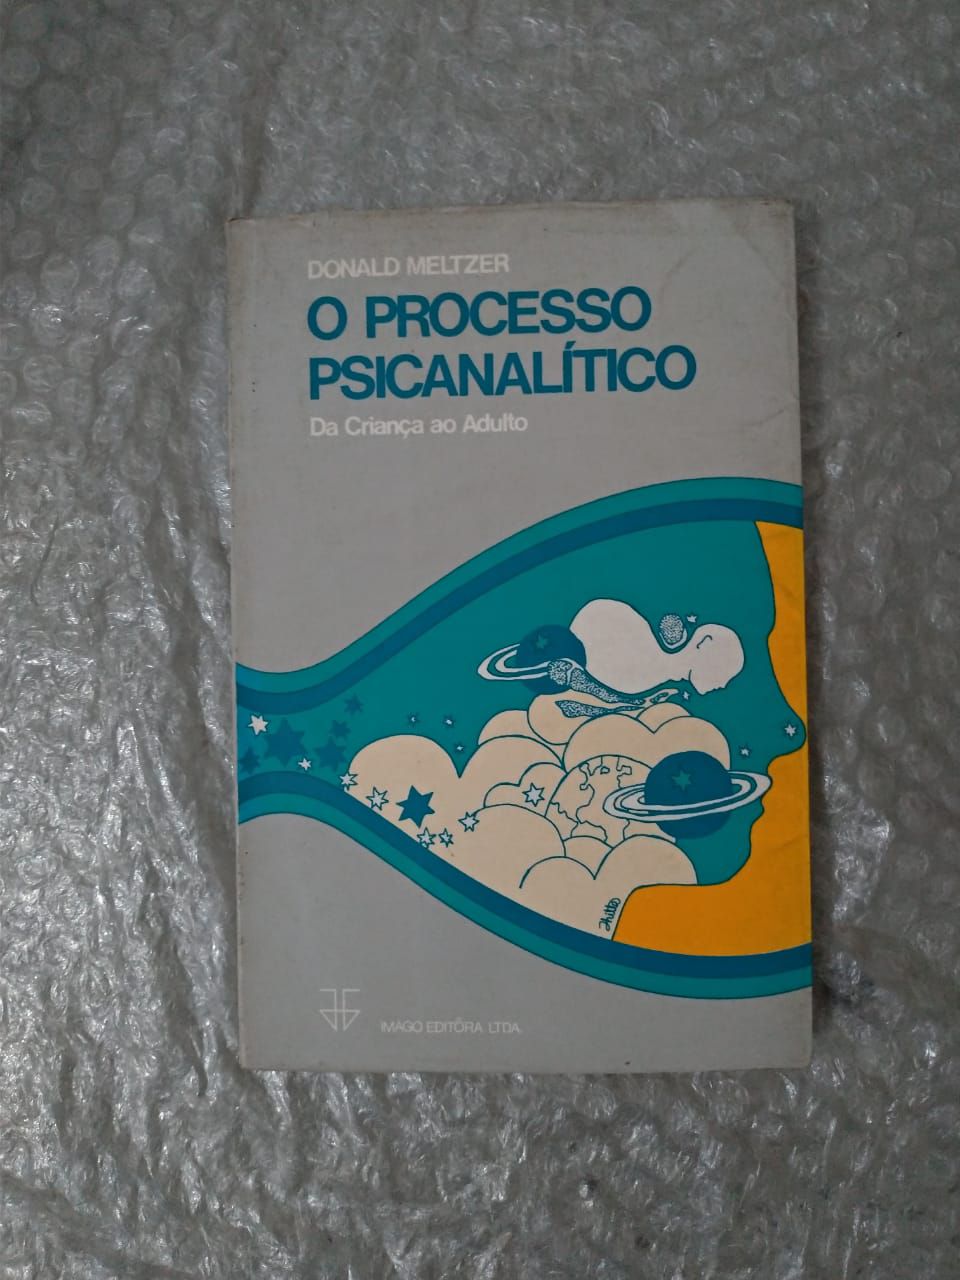 DONALD MELTZER
O PROCESSO
PSICANALÍTICO
Da Criança ao Adulto
IMAGO EDITÔRA LTDA.